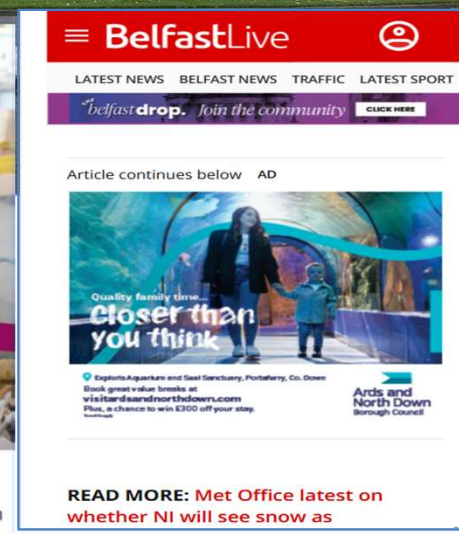 BelfastLive
LATEST NEWS BELFAST NEWS TRAFFIC LATEST SPORT
belfastdrop. Join the community CLICK HERE
Article continues below AD
Quality family time...
Closer than
you think
Exploris Aquarium and Seal Sanctuary, Portaferry, Co. Down
Book great value breaks at
visitardsandnorthdown.com
Plus, a chance to win £300 off your stay.
Ards and
North Down
Borough Council
READ MORE: Met Office latest on
whether NI will see snow as